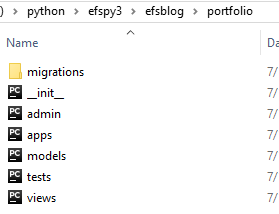 ) > python > efspy3 > efsblog > portfolio
Name
Da
migrations
7/
__init__
7/
admin
7/
apps
7/
models
7/
tests
7/
views
7/